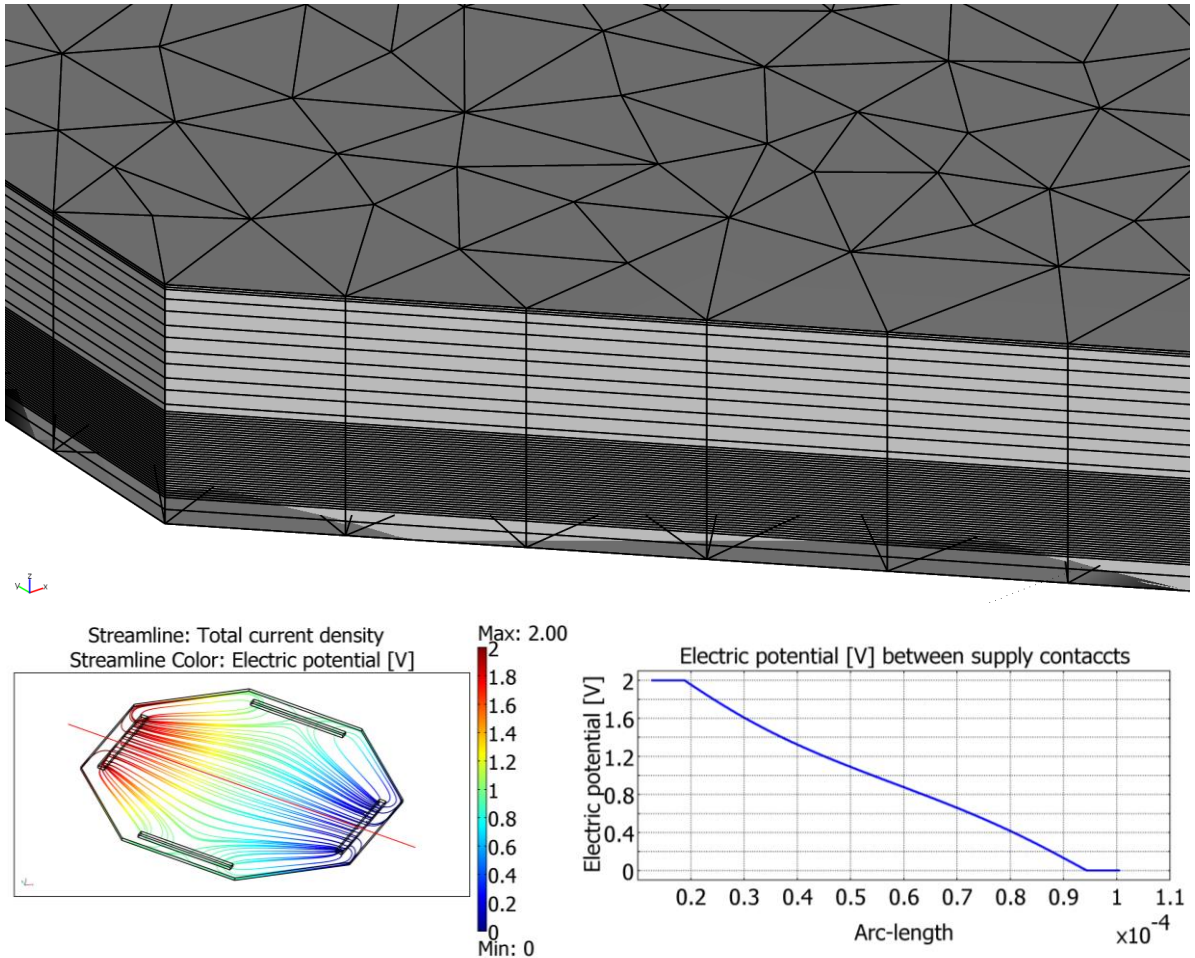 z
y x
Streamline: Total current density
Streamline Color: Electric potential [V]
Max: 2.00
2
1.8
1.6
1.4
1.2
1
0.8
0.6
0.4
0.2
0
Min: 0
Electric potential [V] between supply contaccts
Electric potential [V]
2
1.6
1.2
0.8
0.4
0
0.2 0.3 0.4 0.5 0.6 0.7 0.8 0.9 1 1.1
Arc-length
x10-4